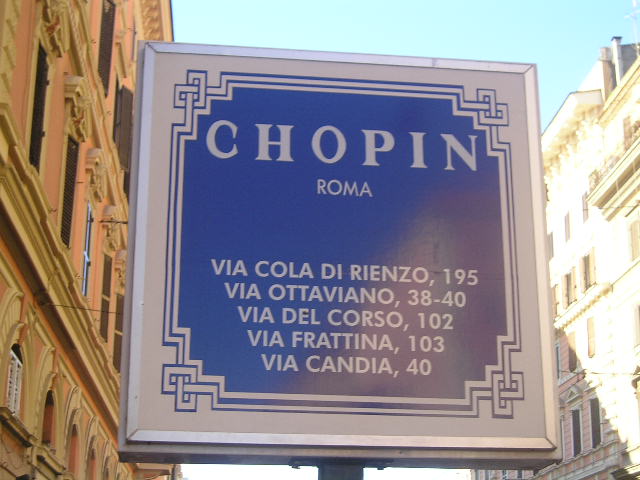 CHOPIN
ROMA
VIA COLA DI RIENZO, 195
VIA OTTAVIANO, 38-40
VIA DEL CORSO, 102
VIA FRATTINA, 103
VIA CANDIA, 40